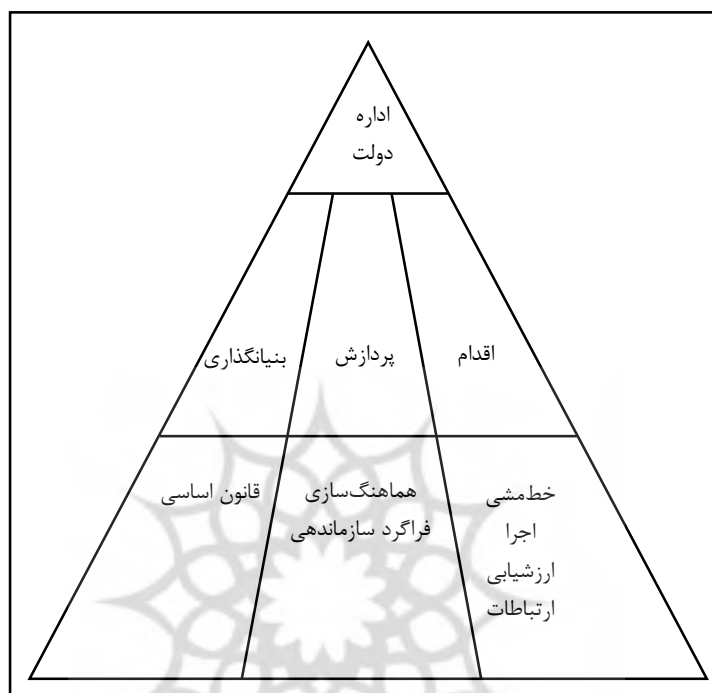 اداره
دولت
اقدام
پردازش
بنیانگذاری
خط‌مشی
اجرا
ارزشیابی
ارتباطات
هماهنگ‌سازی
فراگرد سازماندهی
قانون اساسی